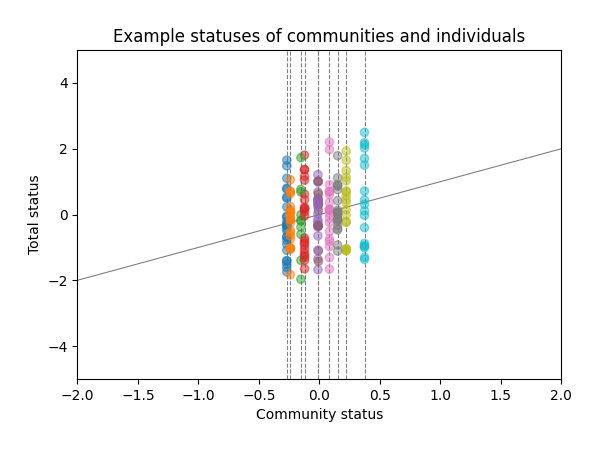 Example statuses of communities and individuals
Total status
4
2
0
−2
−4
−2.0 −1.5 −1.0 −0.5 0.0 0.5 1.0 1.5 2.0
Community status